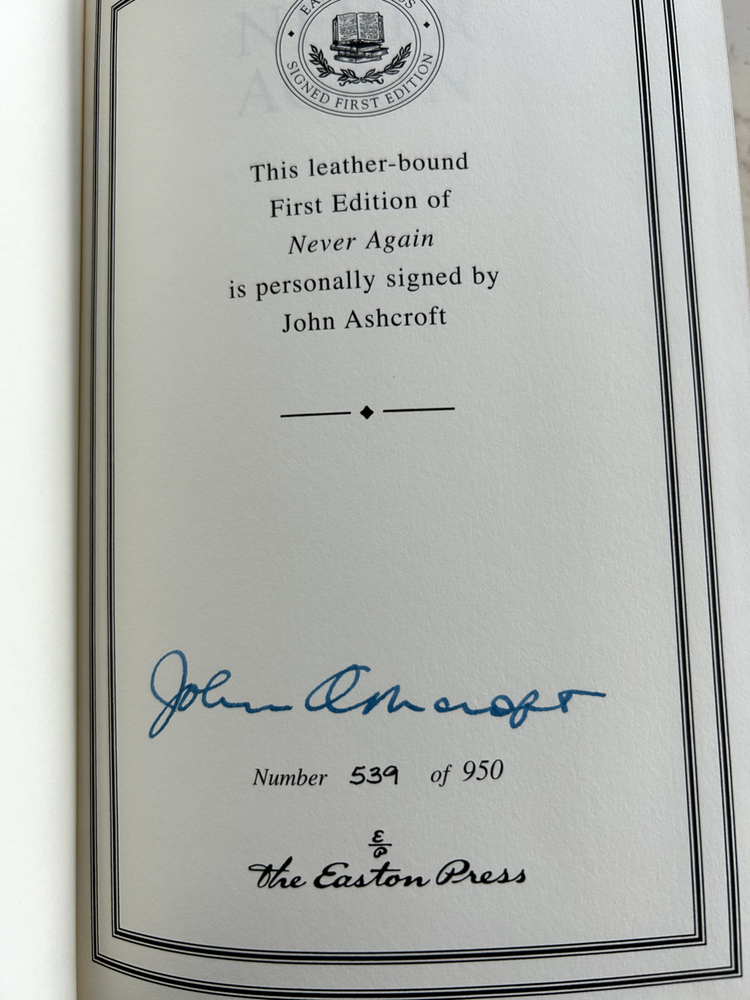 SIGNED FIRST EDITION
This leather-bound
First Edition of
Never Again
is personally signed by
John Ashcroft
John Ashcroft
Number 539 of 950
E
P
The Easton Press